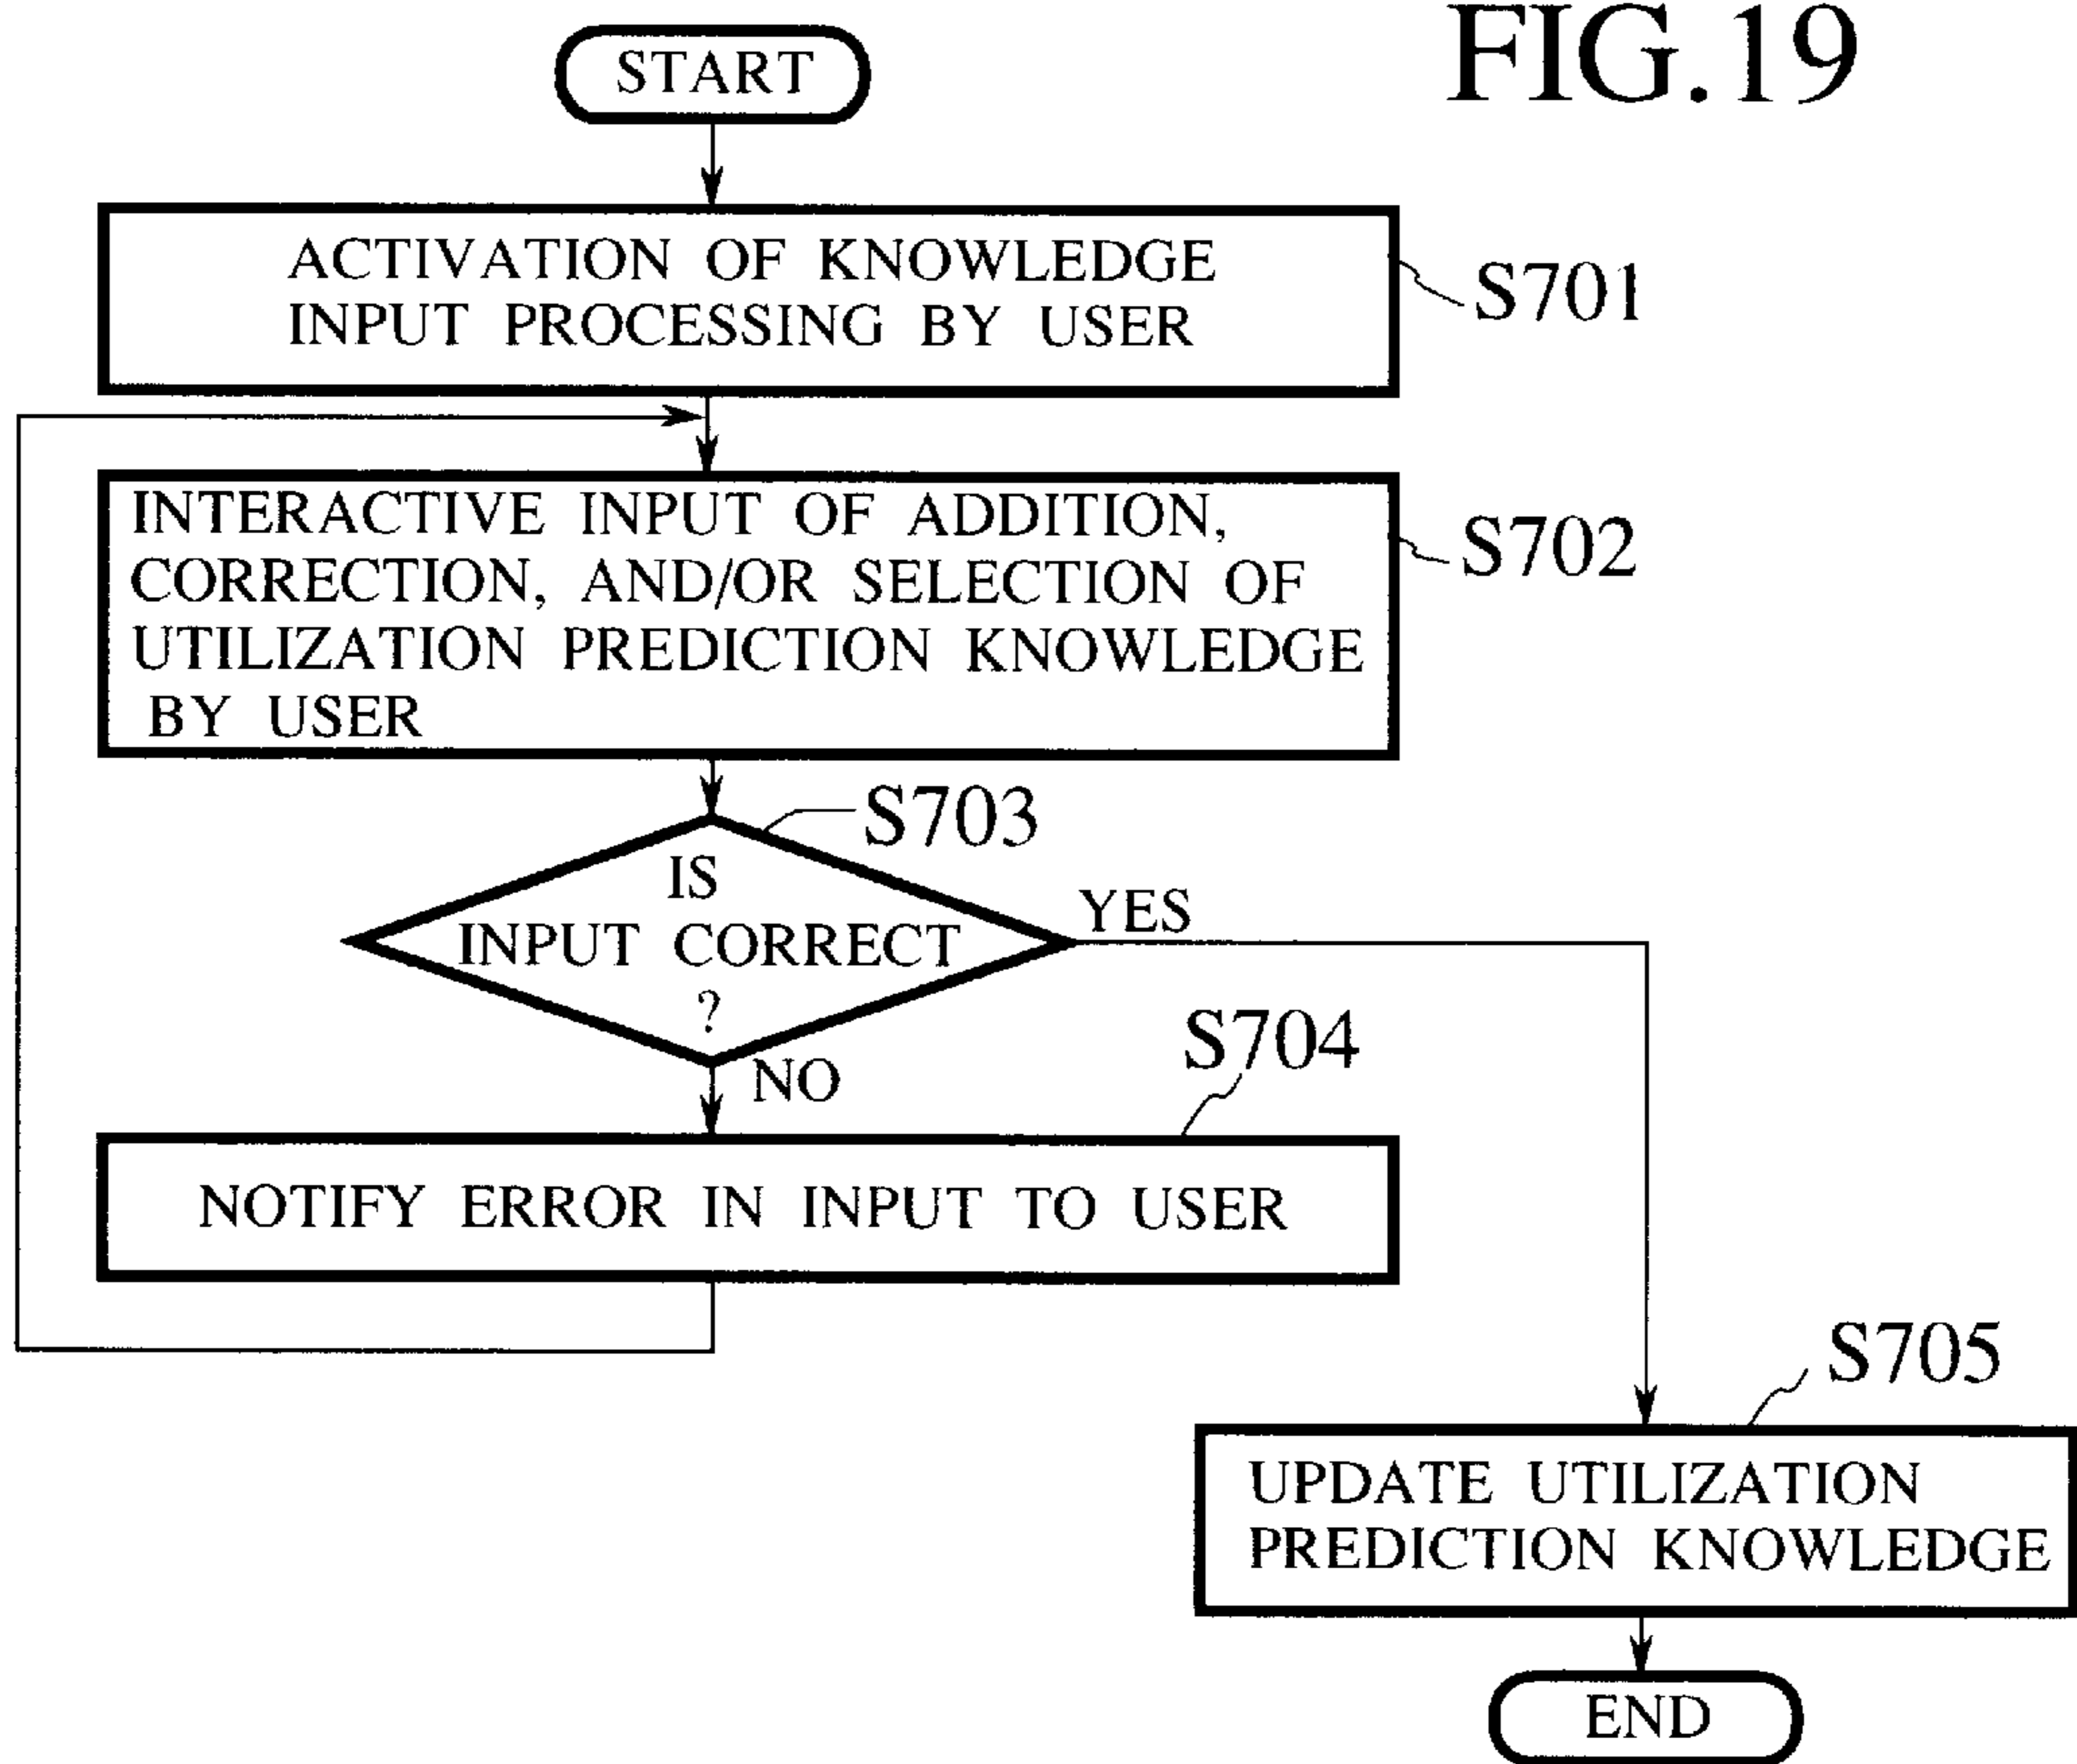 FIG.19
START
ACTIVATION OF KNOWLEDGE
INPUT PROCESSING BY USER
S701
INTERACTIVE INPUT OF ADDITION,
CORRECTION, AND/OR SELECTION OF
UTILIZATION PREDICTION KNOWLEDGE
BY USER
S702
S703
IS
INPUT CORRECT
?
YES
NO
S704
NOTIFY ERROR IN INPUT TO USER
S705
UPDATE UTILIZATION
PREDICTION KNOWLEDGE
END